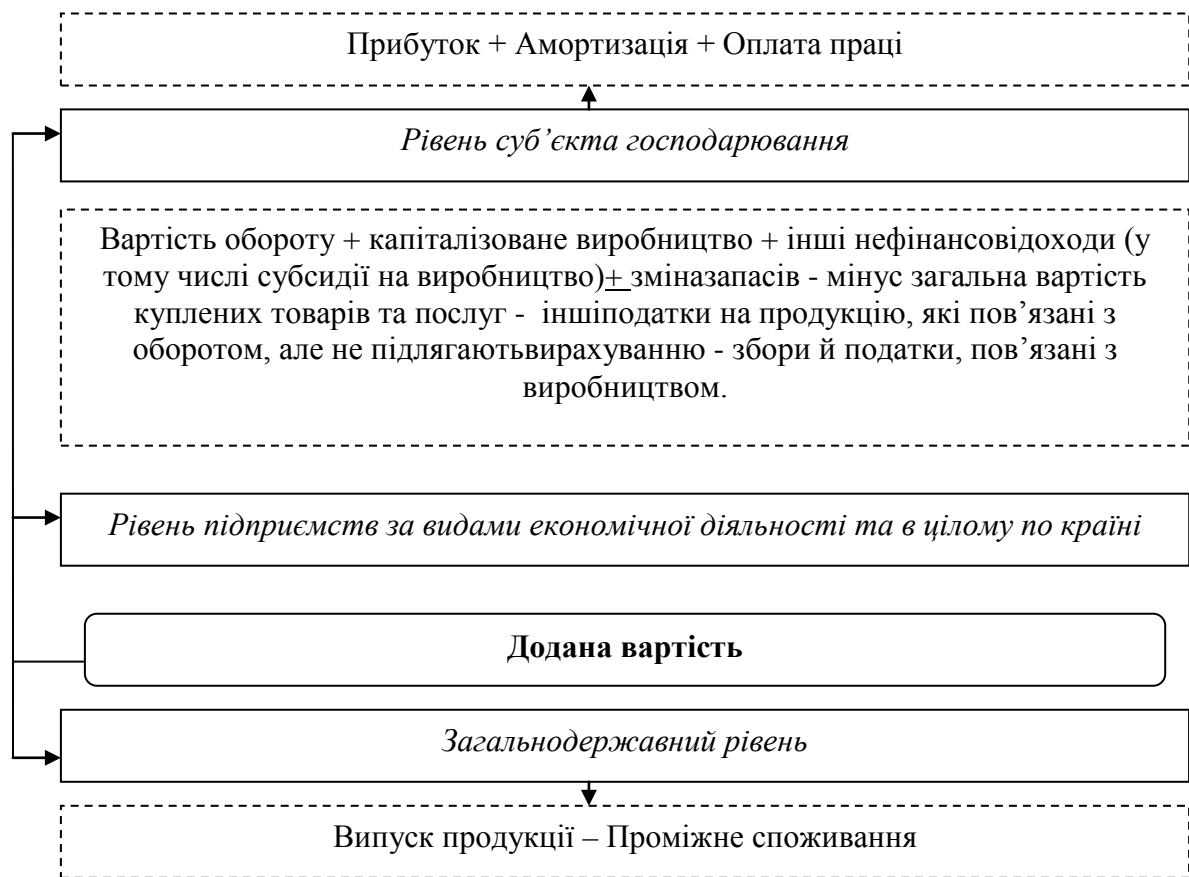 Прибуток + Амортизація + Оплата праці
Рівень суб’єкта господарювання
Вартість обороту + капіталізоване виробництво + інші нефінансовідоходи (у
тому числі субсидії на виробництво)+ зміназапасів - мінус загальна вартість
куплених товарів та послуг - іншіподатки на продукцію, які пов’язані з
оборотом, але не підлягаютьвирахуванню - збори й податки, пов’язані з
виробництвом.
Рівень підприємств за видами економічної діяльності та в цілому по країні
Додана вартість
Загальнодержавний рівень
Випуск продукції – Проміжне споживання